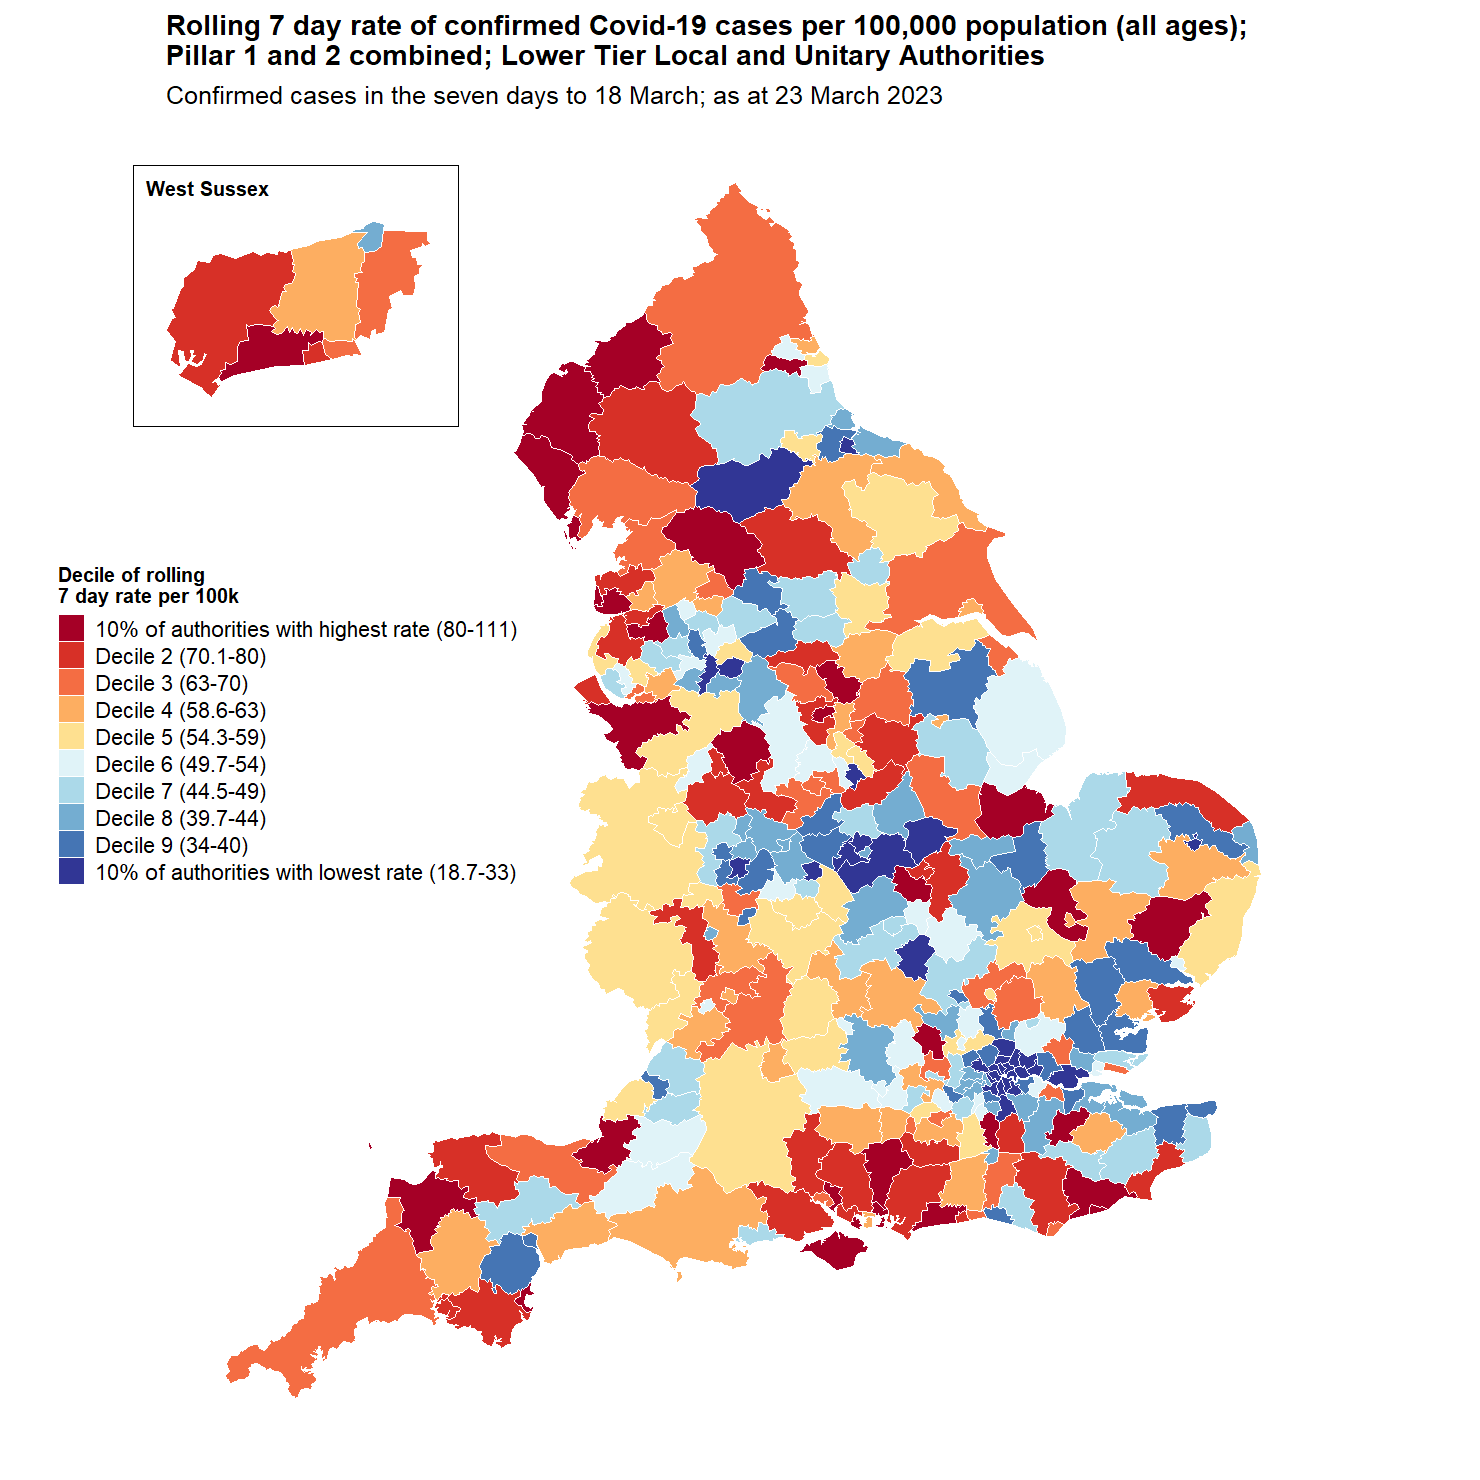 Rolling 7 day rate of confirmed Covid-19 cases per 100,000 population (all ages);
Pillar 1 and 2 combined; Lower Tier Local and Unitary Authorities
Confirmed cases in the seven days to 18 March; as at 23 March 2023
West Sussex
Decile of rolling
7 day rate per 100k
10% of authorities with highest rate (80-111)
Decile 2 (70.1-80)
Decile 3 (63-70)
Decile 4 (58.6-63)
Decile 5 (54.3-59)
Decile 6 (49.7-54)
Decile 7 (44.5-49)
Decile 8 (39.7-44)
Decile 9 (34-40)
10% of authorities with lowest rate (18.7-33)